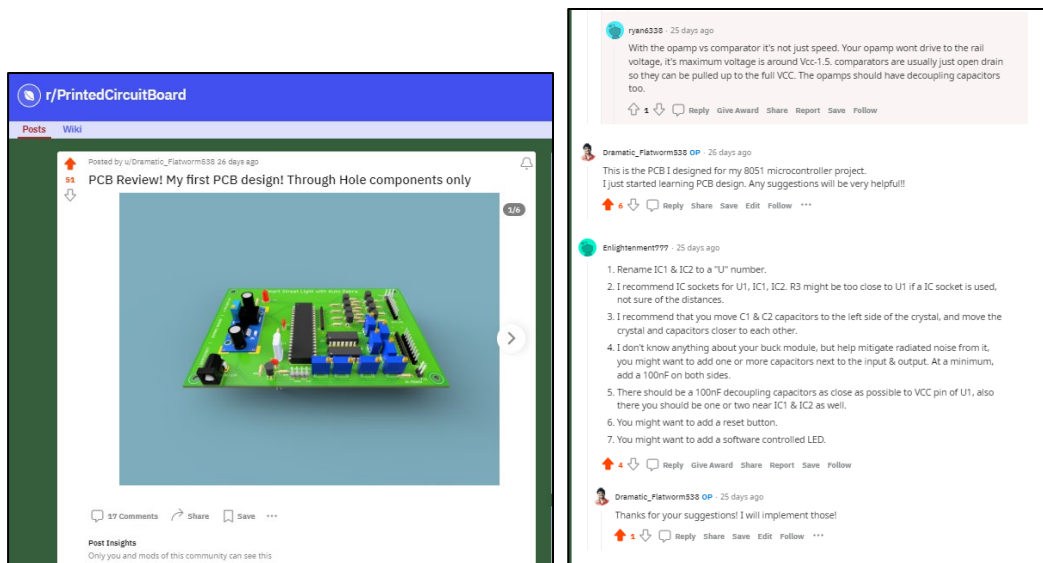 r/PrintedCircuitBoard
Posts Wiki
Posted by u/Dramatic_Flatworm538 26 days ago
51
PCB Review! My first PCB design! Through Hole components only
1/6
17 Comments Share Save ···
Post Insights
Only you and mods of this community can see this
ryan6338 · 25 days ago
With the opamp vs comparator it's not just speed. Your opamp wont drive to the rail
voltage, it's maximum voltage is around Vcc-1.5. comparators are usually just open drain
so they can be pulled up to the full VCC. The opamps should have decoupling capacitors
too.
1 Reply Give Award Share Report Save Follow
Dramatic_Flatworm538 OP · 26 days ago
This is the PCB I designed for my 8051 microcontroller project.
I just started learning PCB design. Any suggestions will be very helpful!!
6 Reply Share Save Edit Follow ···
Enlightenment777 · 25 days ago
1. Rename IC1 & IC2 to a "U" number.
2. I recommend IC sockets for U1, IC1, IC2. R3 might be too close to U1 if a IC socket is used,
not sure of the distances.
3. I recommend that you move C1 & C2 capacitors to the left side of the crystal, and move the
crystal and capacitors closer to each other.
4. I don't know anything about your buck module, but help mitigate radiated noise from it,
you might want to add one or more capacitors next to the input & output. At a minimum,
add a 100nF on both sides.
5. There should be a 100nF decoupling capacitors as close as possible to VCC pin of U1, also
there you should be one or two near IC1 & IC2 as well.
6. You might want to add a reset button.
7. You might want to add a software controlled LED.
4 Reply Give Award Share Report Save Follow
Dramatic_Flatworm538 OP · 25 days ago
Thanks for your suggestions! I will implement those!
1 Reply Share Save Edit Follow ···